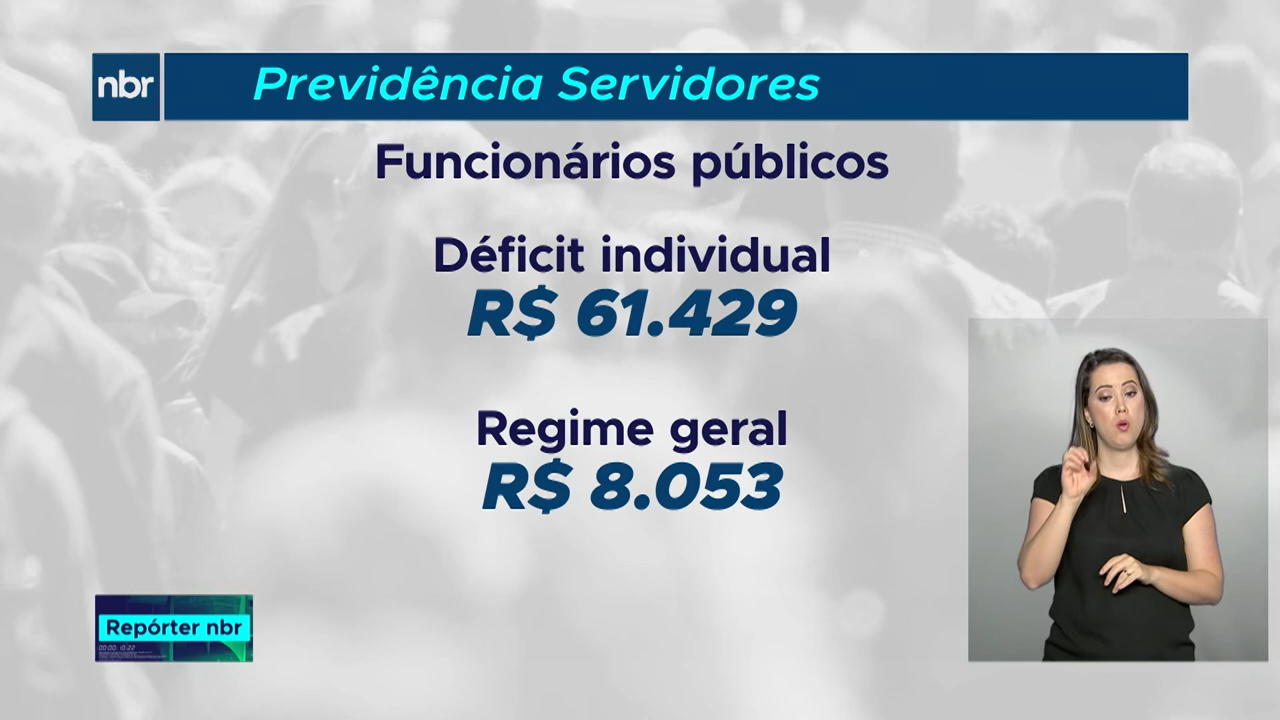 nbr
Previdência Servidores
Funcionários públicos
Déficit individual
R$ 61.429
Regime geral
R$ 8.053
Repórter nbr